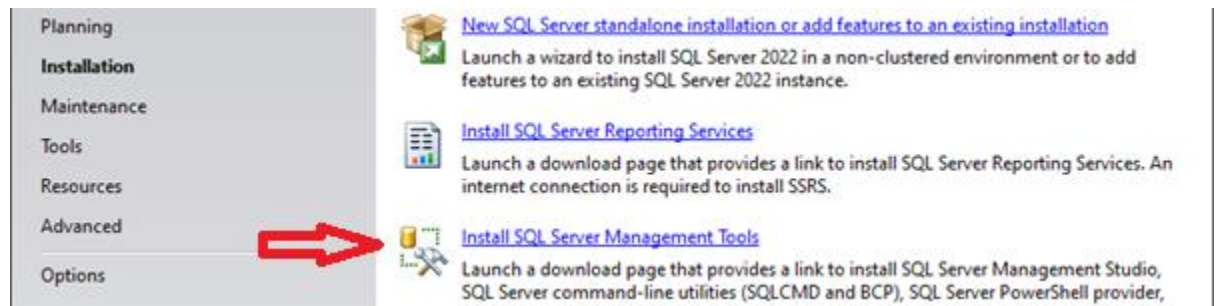 Planning
Installation
Maintenance
Tools
Resources
Advanced
Options
New SQL Server standalone installation or add features to an existing installation
Launch a wizard to install SQL Server 2022 in a non-clustered environment or to add
features to an existing SQL Server 2022 instance.
Install SQL Server Reporting Services
Launch a download page that provides a link to install SQL Server Reporting Services. An
internet connection is required to install SSRS.
Install SQL Server Management Tools
Launch a download page that provides a link to install SQL Server Management Studio,
SQL Server command-line utilities (SQLCMD and BCP), SQL Server PowerShell provider,